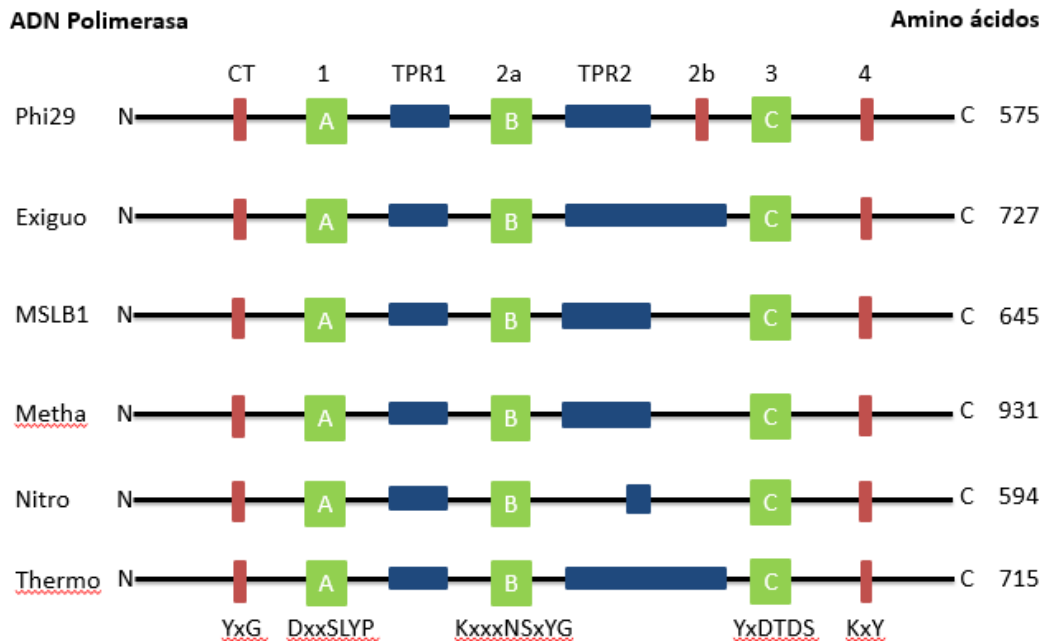 ADN Polimerasa Amino ácidos
CT 1 TPR1 2a TPR2 2b 3 4
Phi29 N A B C C 575
Exiguo N A B C C 727
MSLB1 N A B C C 645
Metha N A B C C 931
Nitro N A B C C 594
Thermo N A B C C 715
YxG DxxSLYP KxxxNSxYG YxDTDS KxY